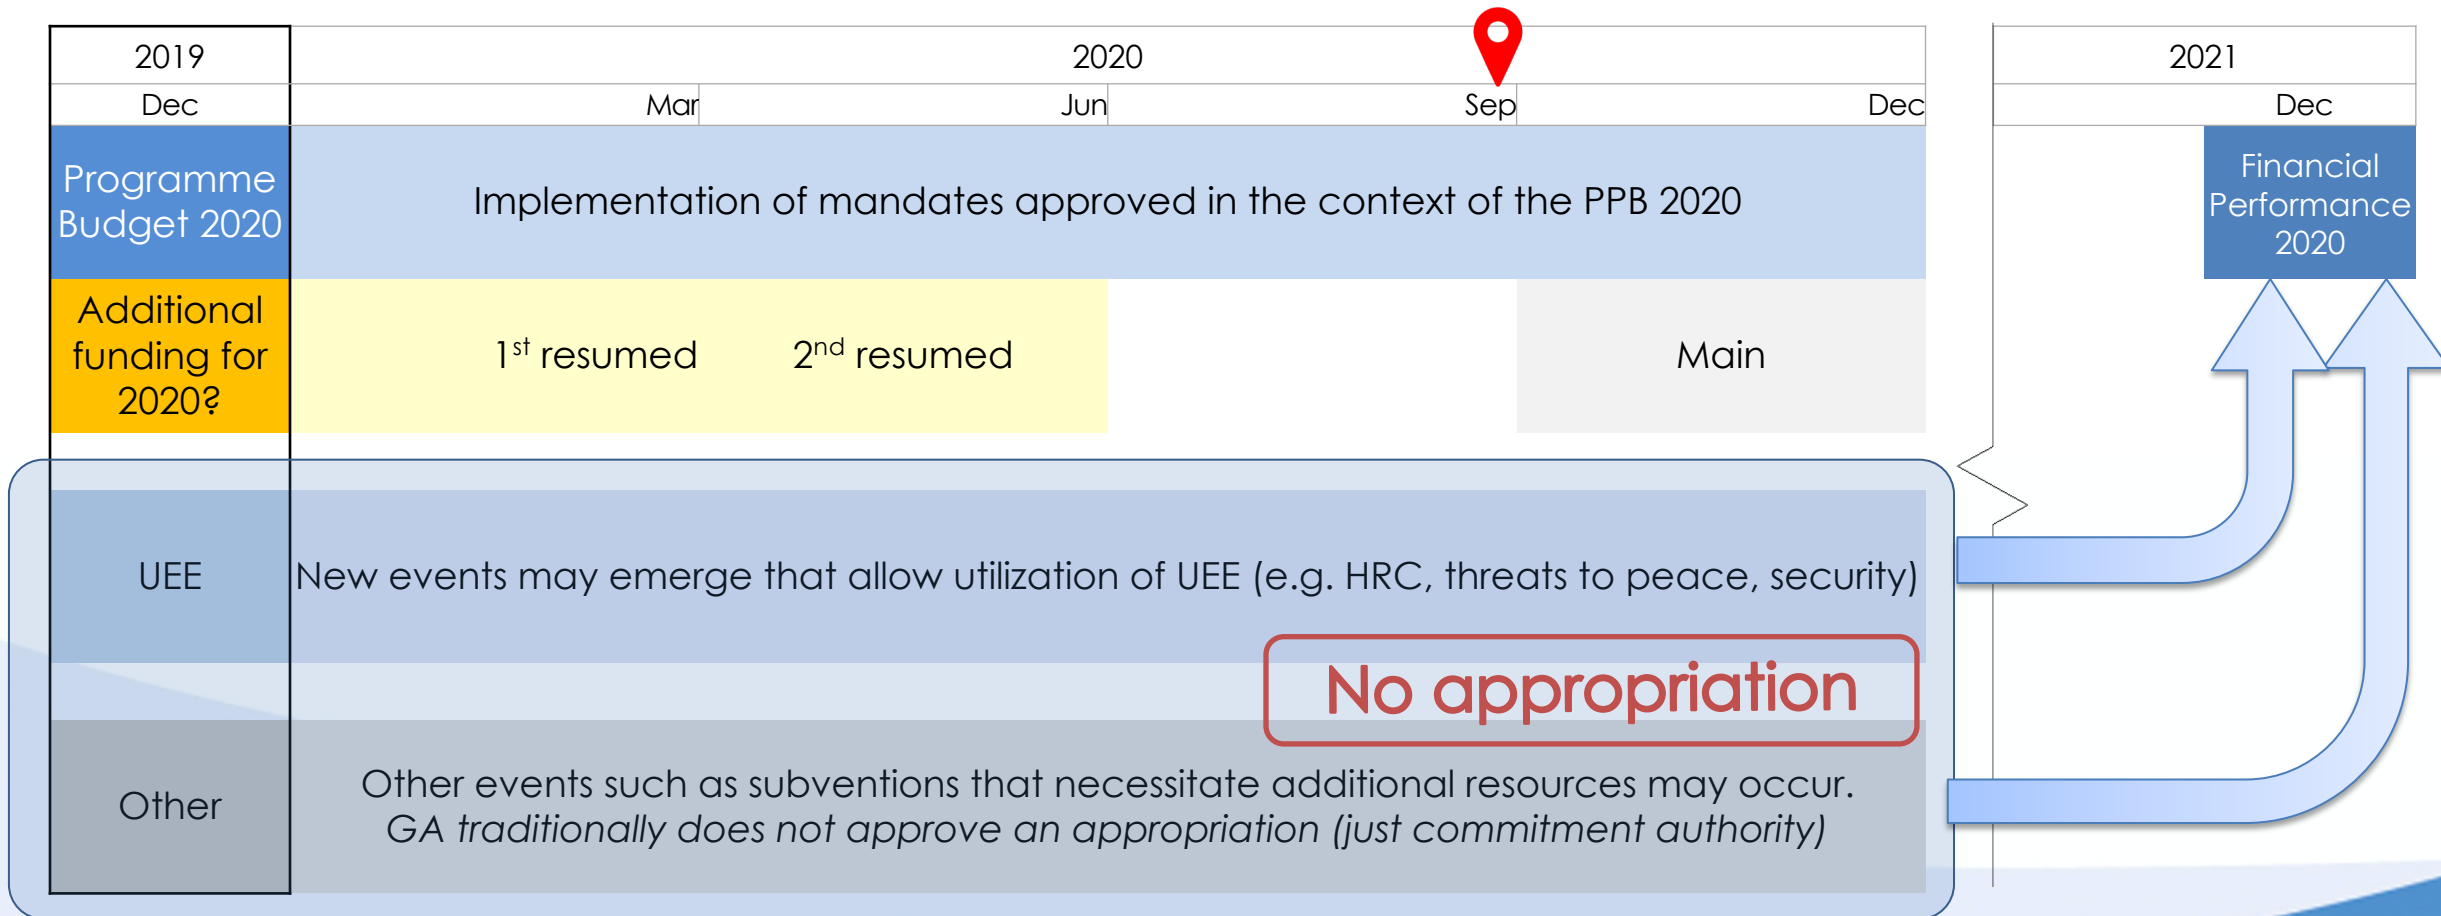 2019
2020
2021
Dec
Mar
Jun
Sep
Dec
Dec
Programme
Budget 2020
Implementation of mandates approved in the context of the PPB 2020
Financial
Performance
2020
Additional
funding for
2020?
1st resumed
2nd resumed
Main
UEE
New events may emerge that allow utilization of UEE (e.g. HRC, threats to peace, security)
No appropriation
Other
Other events such as subventions that necessitate additional resources may occur.
GA traditionally does not approve an appropriation (just commitment authority)